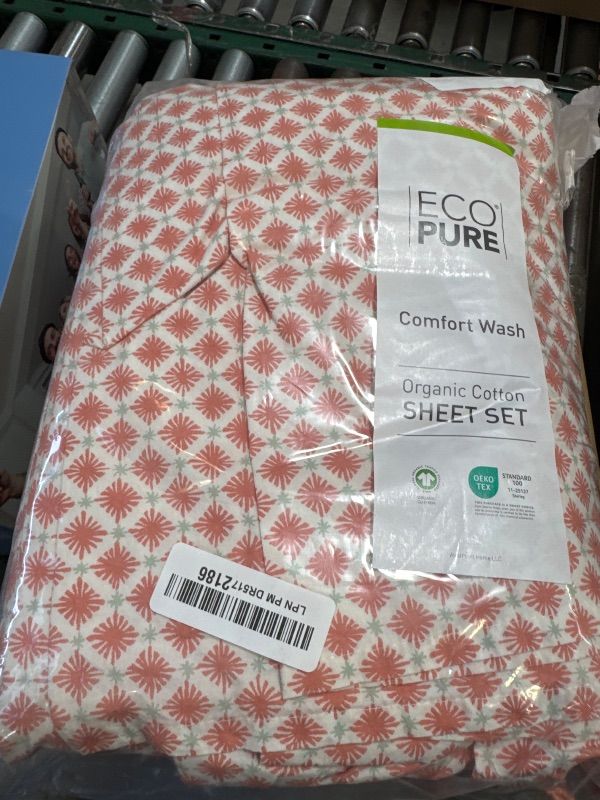 ECO®
PURE
Comfort Wash
Organic Cotton
SHEET SET
OEKO
TEX®
STANDARD
100
LPN PM DR5172186